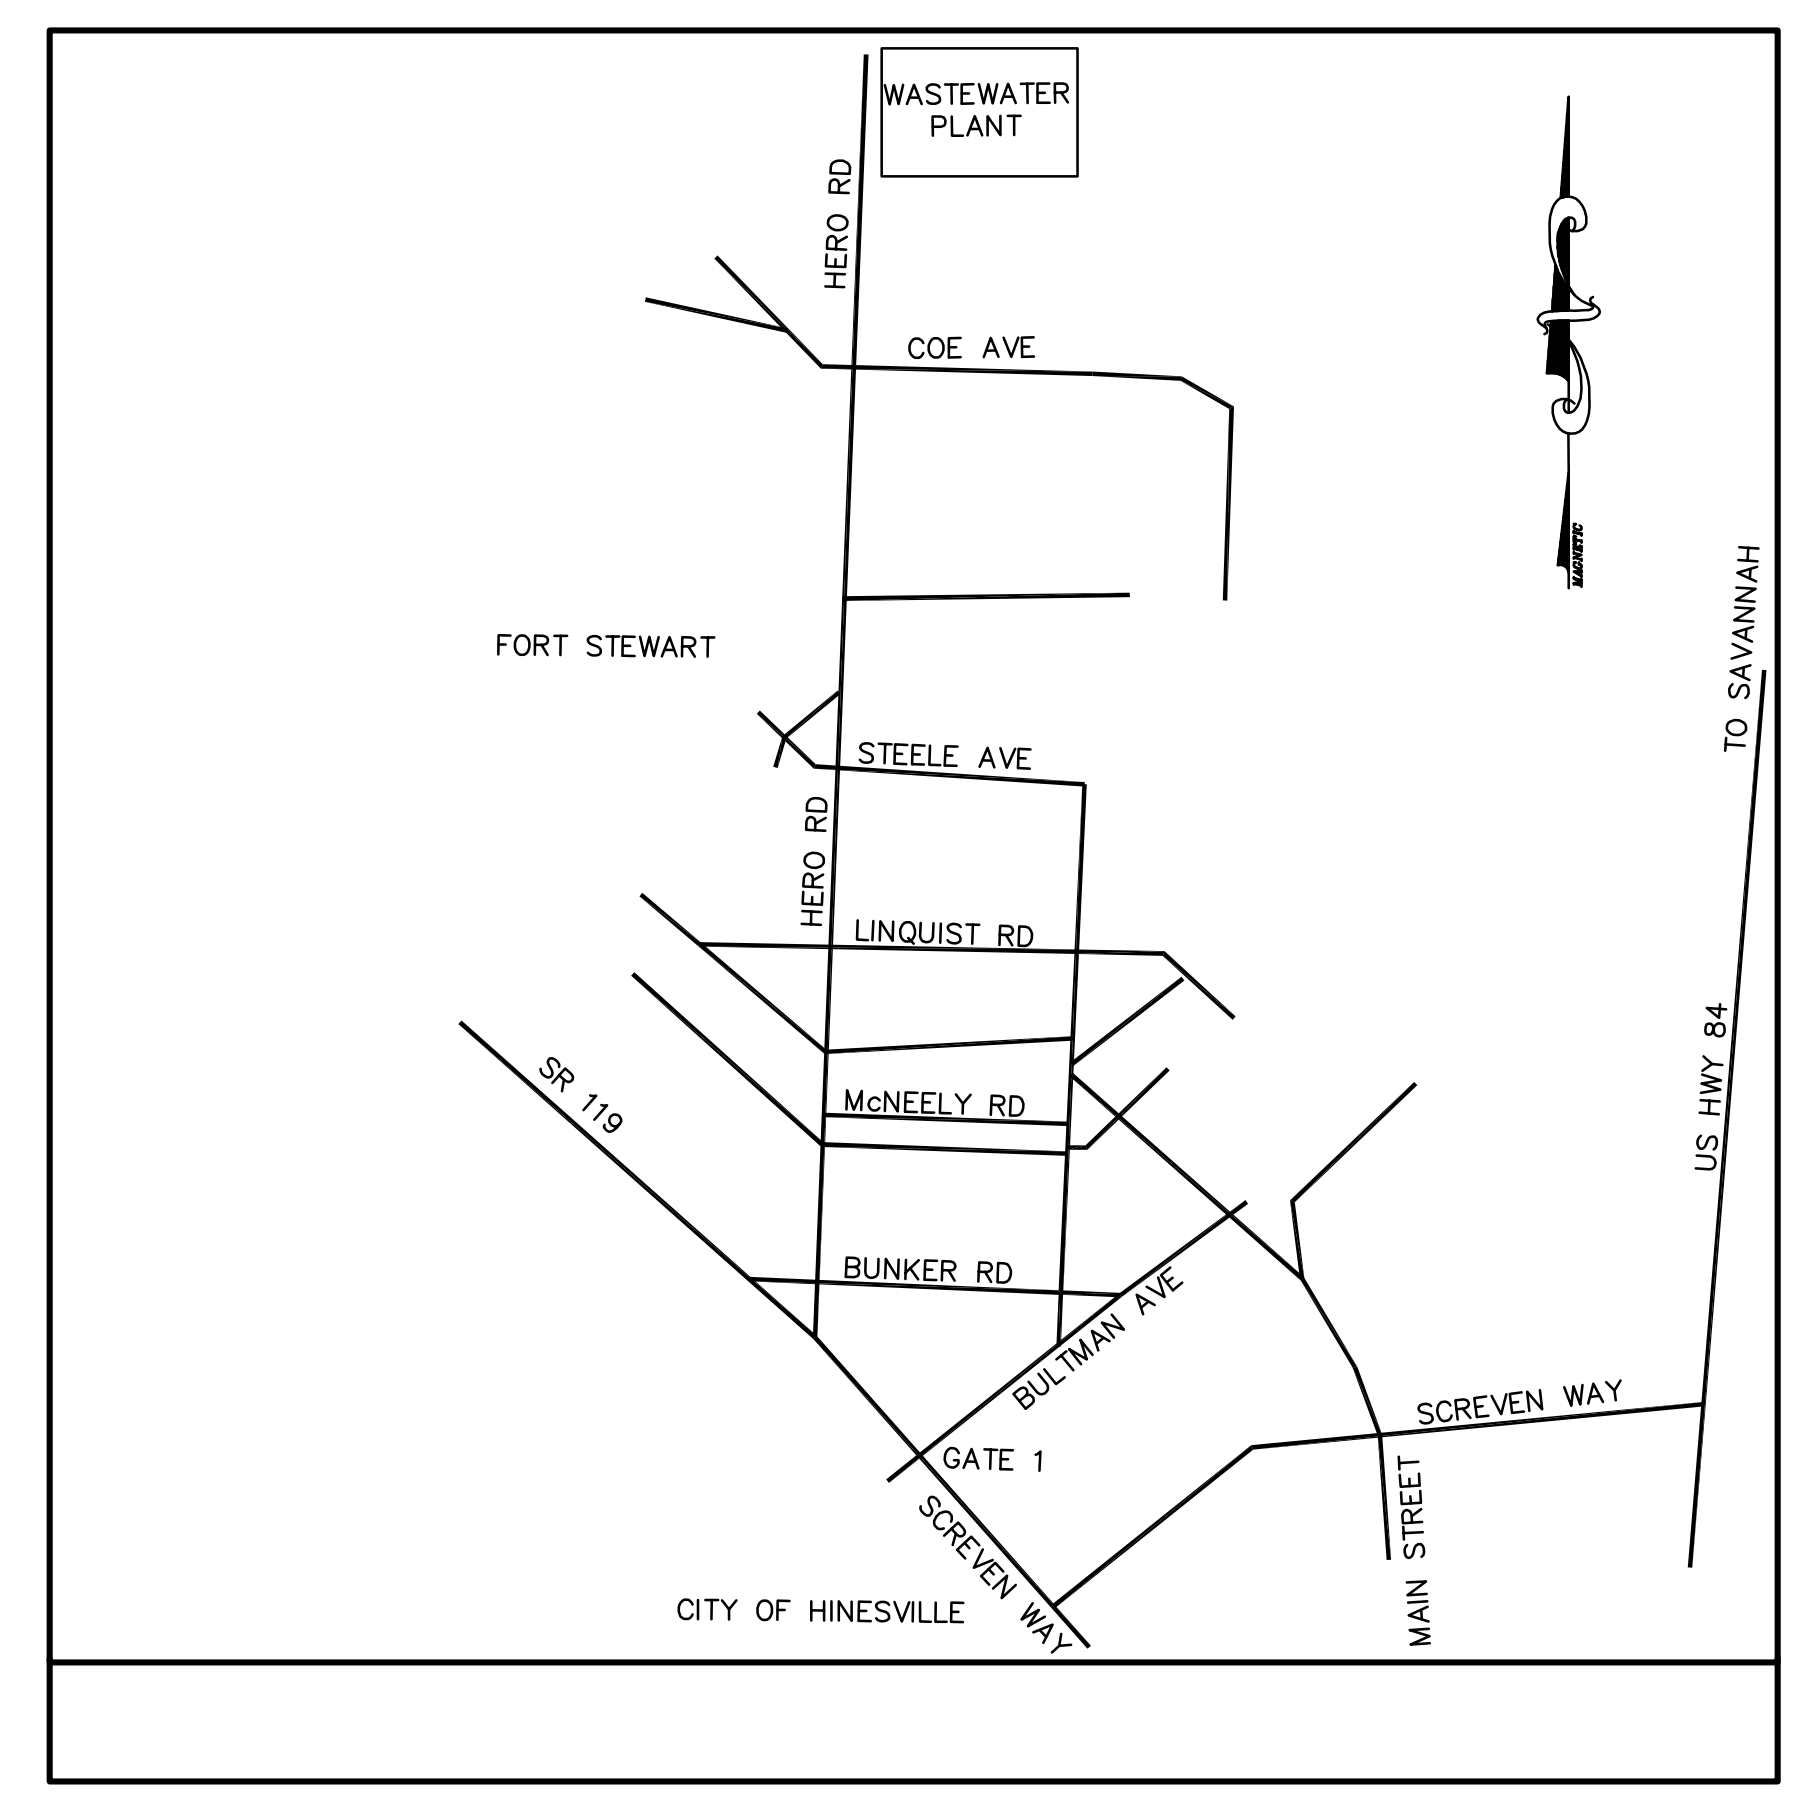 WASTEWATER
PLANT
HERO RD
COE AVE
MAGNETIC
TO SAVANNAH
FORT STEWART
STEELE AVE
HERO RD
LINQUIST RD
US HWY 84
SR 119
McNEELY RD
BUNKER RD
BULTMAN AVE
SCREVEN WAY
GATE 1
MAIN STREET
SCREVEN WAY
CITY OF HINESVILLE